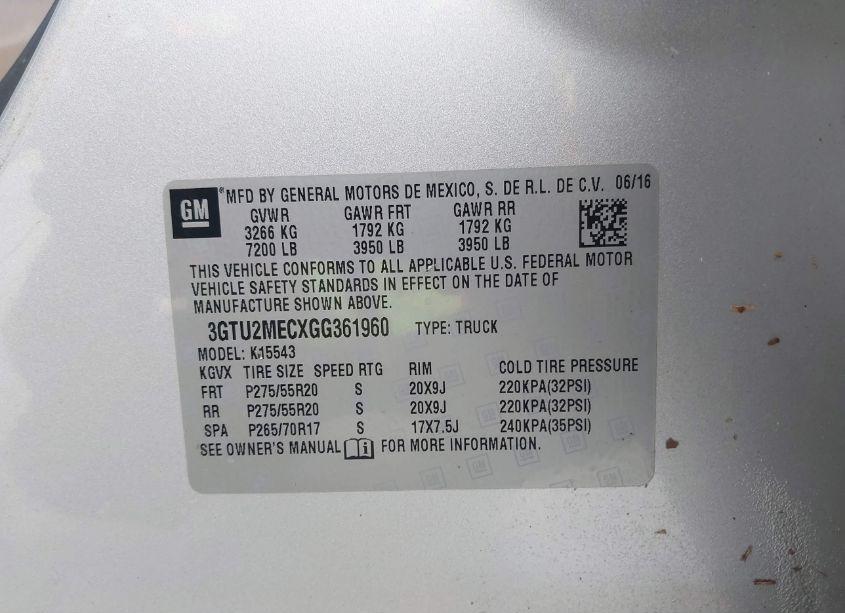 GM ® MFD BY GENERAL MOTORS DE MEXICO, S. DE R.L. DE C.V. 06/16
GVWR GAWR FRT GAWR RR
3266 KG 1792 KG 1792 KG
7200 LB 3950 LB 3950 LB
THIS VEHICLE CONFORMS TO ALL APPLICABLE U.S. FEDERAL MOTOR
VEHICLE SAFETY STANDARDS IN EFFECT ON THE DATE OF
MANUFACTURE SHOWN ABOVE.
3GTU2MECXGG361960 TYPE: TRUCK
MODEL: K15543
KGVX TIRE SIZE SPEED RTG RIM COLD TIRE PRESSURE
FRT P275/55R20 S 20X9J 220KPA(32PSI)
RR P275/55R20 S 20X9J 220KPA(32PSI)
SPA P265/70R17 S 17X7.5J 240KPA(35PSI)
SEE OWNER'S MANUAL i FOR MORE INFORMATION.